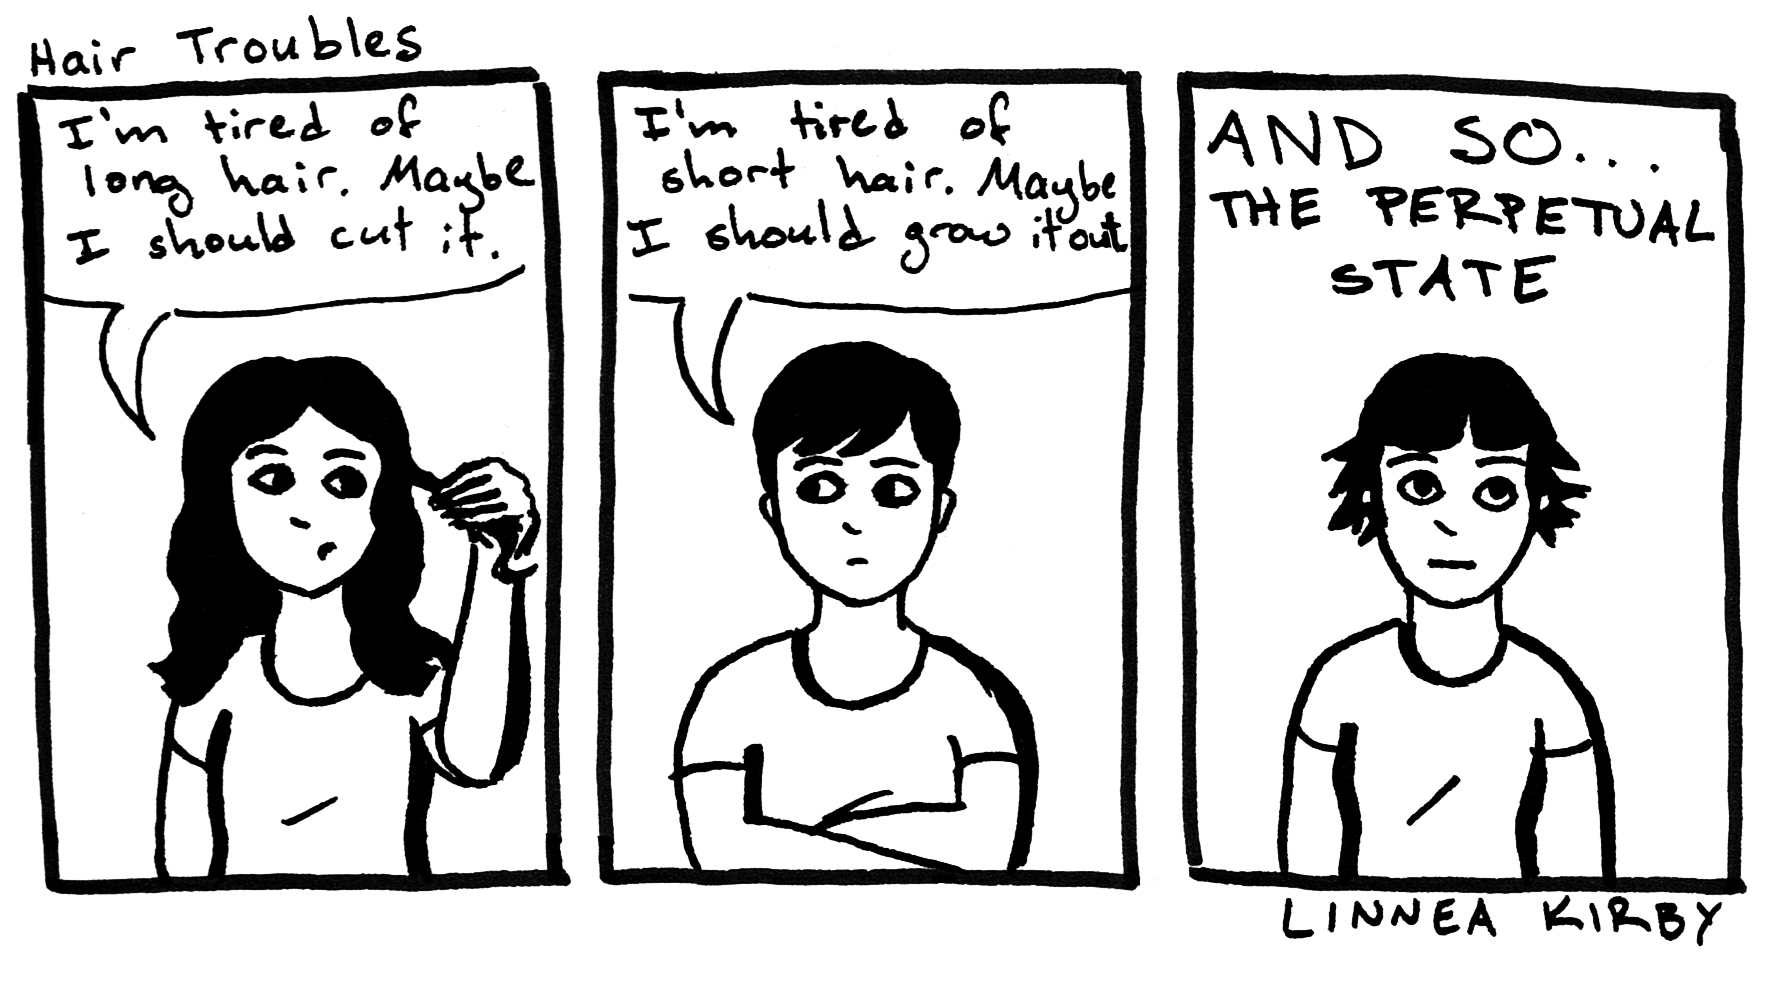 Hair Troubles
I'm tired of
long hair. Maybe
I should cut it.
I'm tired of
short hair. Maybe
I should grow it out
AND SO...
THE PERPETUAL
STATE
LINNEA KIRBY